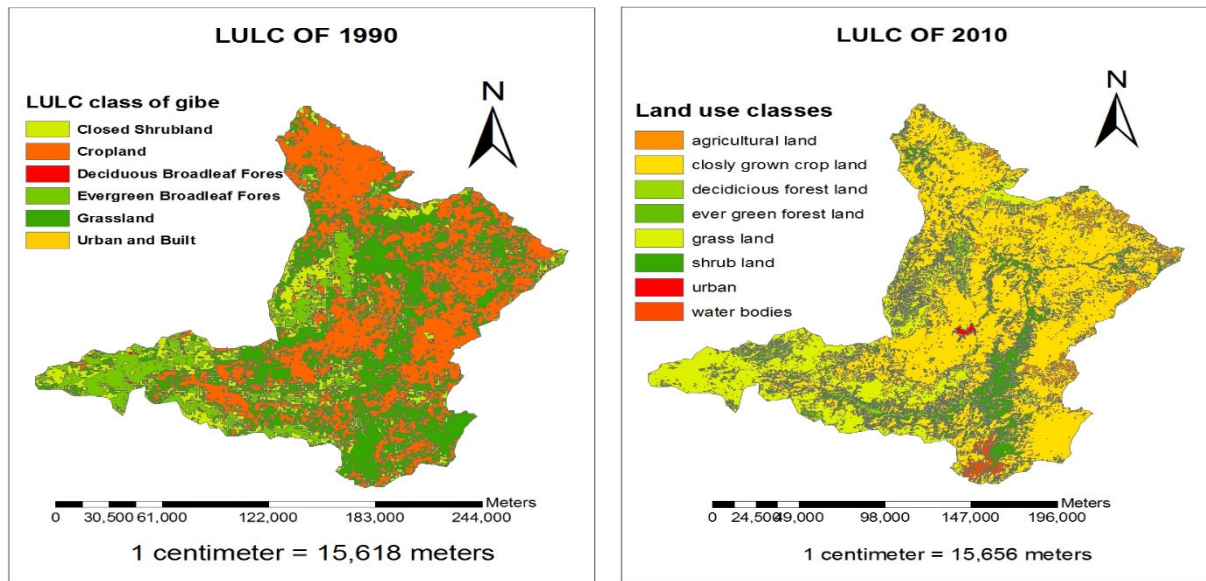 LULC OF 1990
N
LULC class of gibe
Closed Shrubland
Cropland
Deciduous Broadleaf Fores
Evergreen Broadleaf Fores
Grassland
Urban and Built
Meters
0 30,500 61,000 122,000 183,000 244,000
1 centimeter = 15,618 meters
LULC OF 2010
N
Land use classes
agricultural land
closly grown crop land
decidicious forest land
ever green forest land
grass land
shrub land
urban
water bodies
Meters
0 24,500 49,000 98,000 147,000 196,000
1 centimeter = 15,656 meters